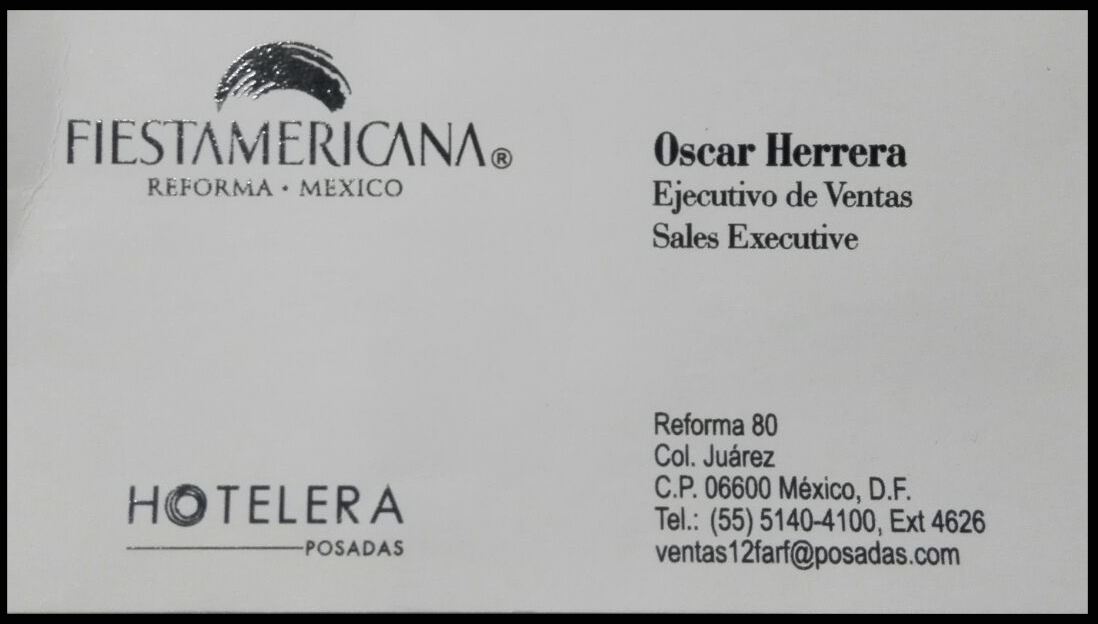 FIESTAMERICANA®
REFORMA • MEXICO
Oscar Herrera
Ejecutivo de Ventas
Sales Executive
HOTELERA
POSADAS
Reforma 80
Col. Juárez
C.P. 06600 México, D.F.
Tel.: (55) 5140-4100, Ext 4626
ventas12farf@posadas.com